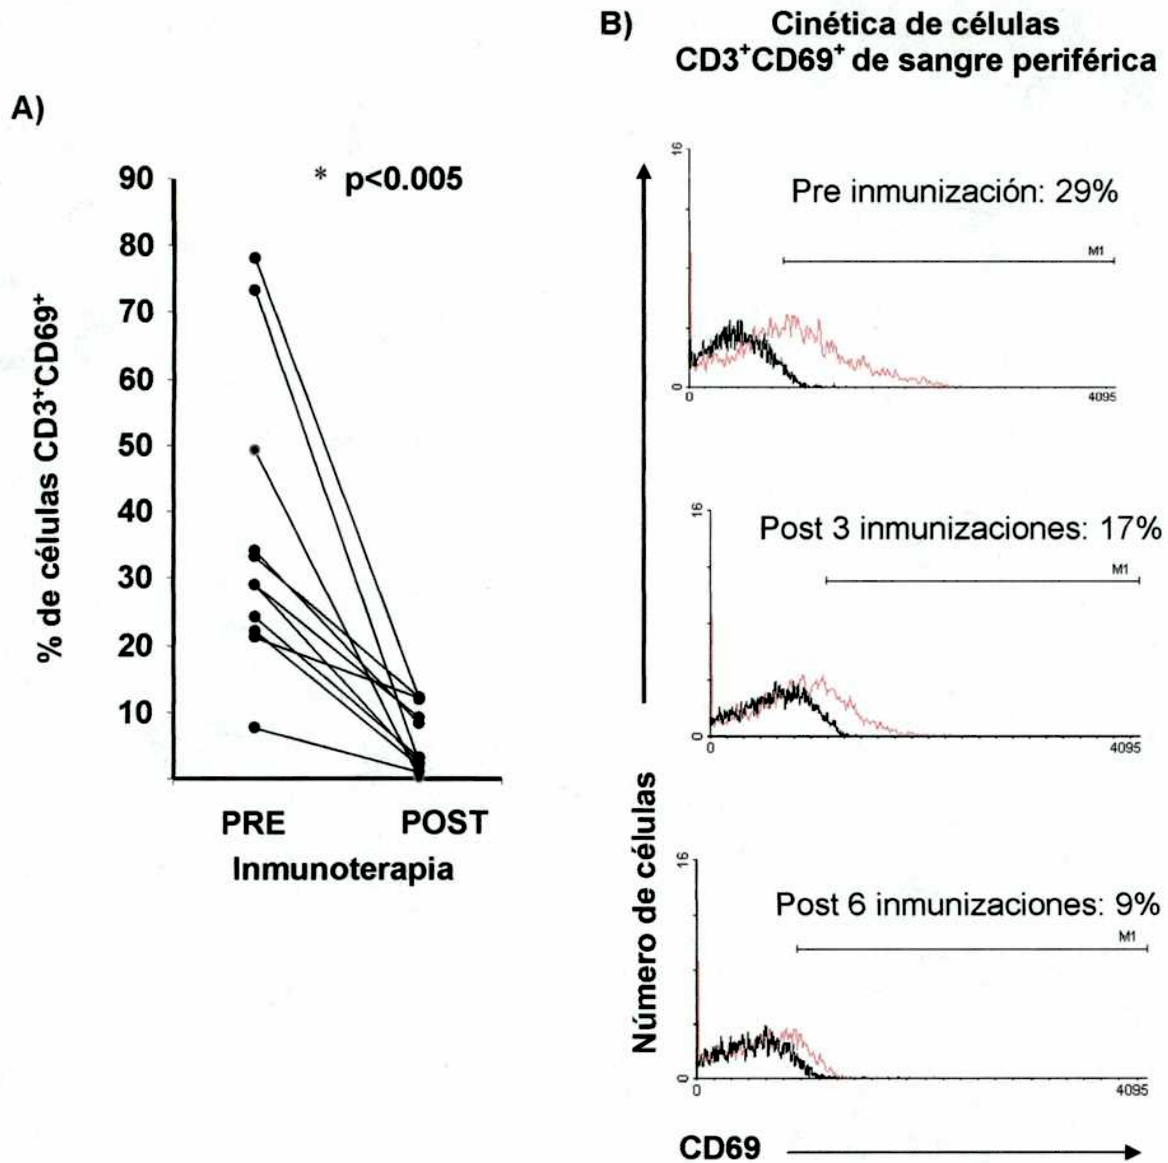 A)
* p<0.005
90
80
70
60
50
40
30
20
10
% de células CD3⁺CD69⁺
PRE POST
Inmunoterapia
B)
Cinética de células
CD3⁺CD69⁺ de sangre periférica
16
Pre inmunización: 29%
M1
0
0 4095
16
Post 3 inmunizaciones: 17%
M1
0
0 4095
16
Post 6 inmunizaciones: 9%
M1
0
0 4095
Número de células
CD69